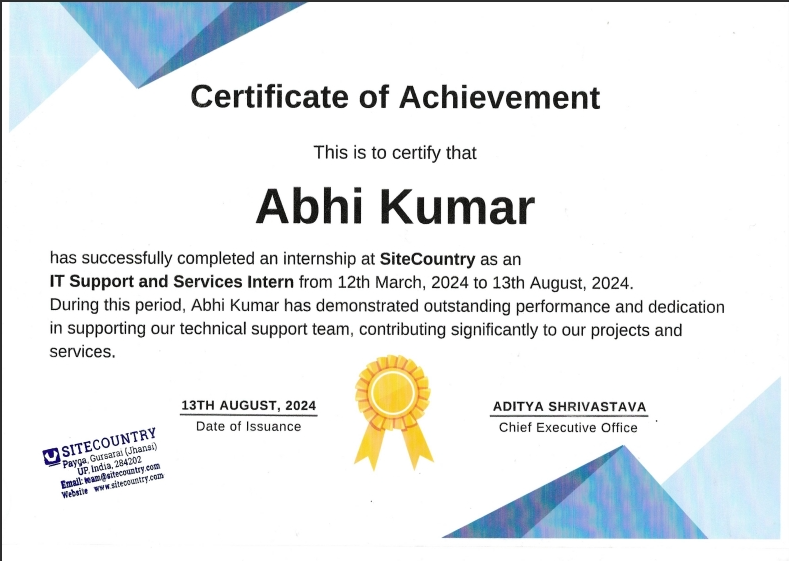 Certificate of Achievement
This is to certify that
Abhi Kumar
has successfully completed an internship at SiteCountry as an
IT Support and Services Intern from 12th March, 2024 to 13th August, 2024.
During this period, Abhi Kumar has demonstrated outstanding performance and dedication
in supporting our technical support team, contributing significantly to our projects and
services.
13TH AUGUST, 2024
Date of Issuance
ADITYA SHRIVASTAVA
Chief Executive Office
SITECOUNTRY
Payga, Gursarai (Jhansi)
UP, India, 284202
Email: team@sitecountry.com
Website www.sitecountry.com